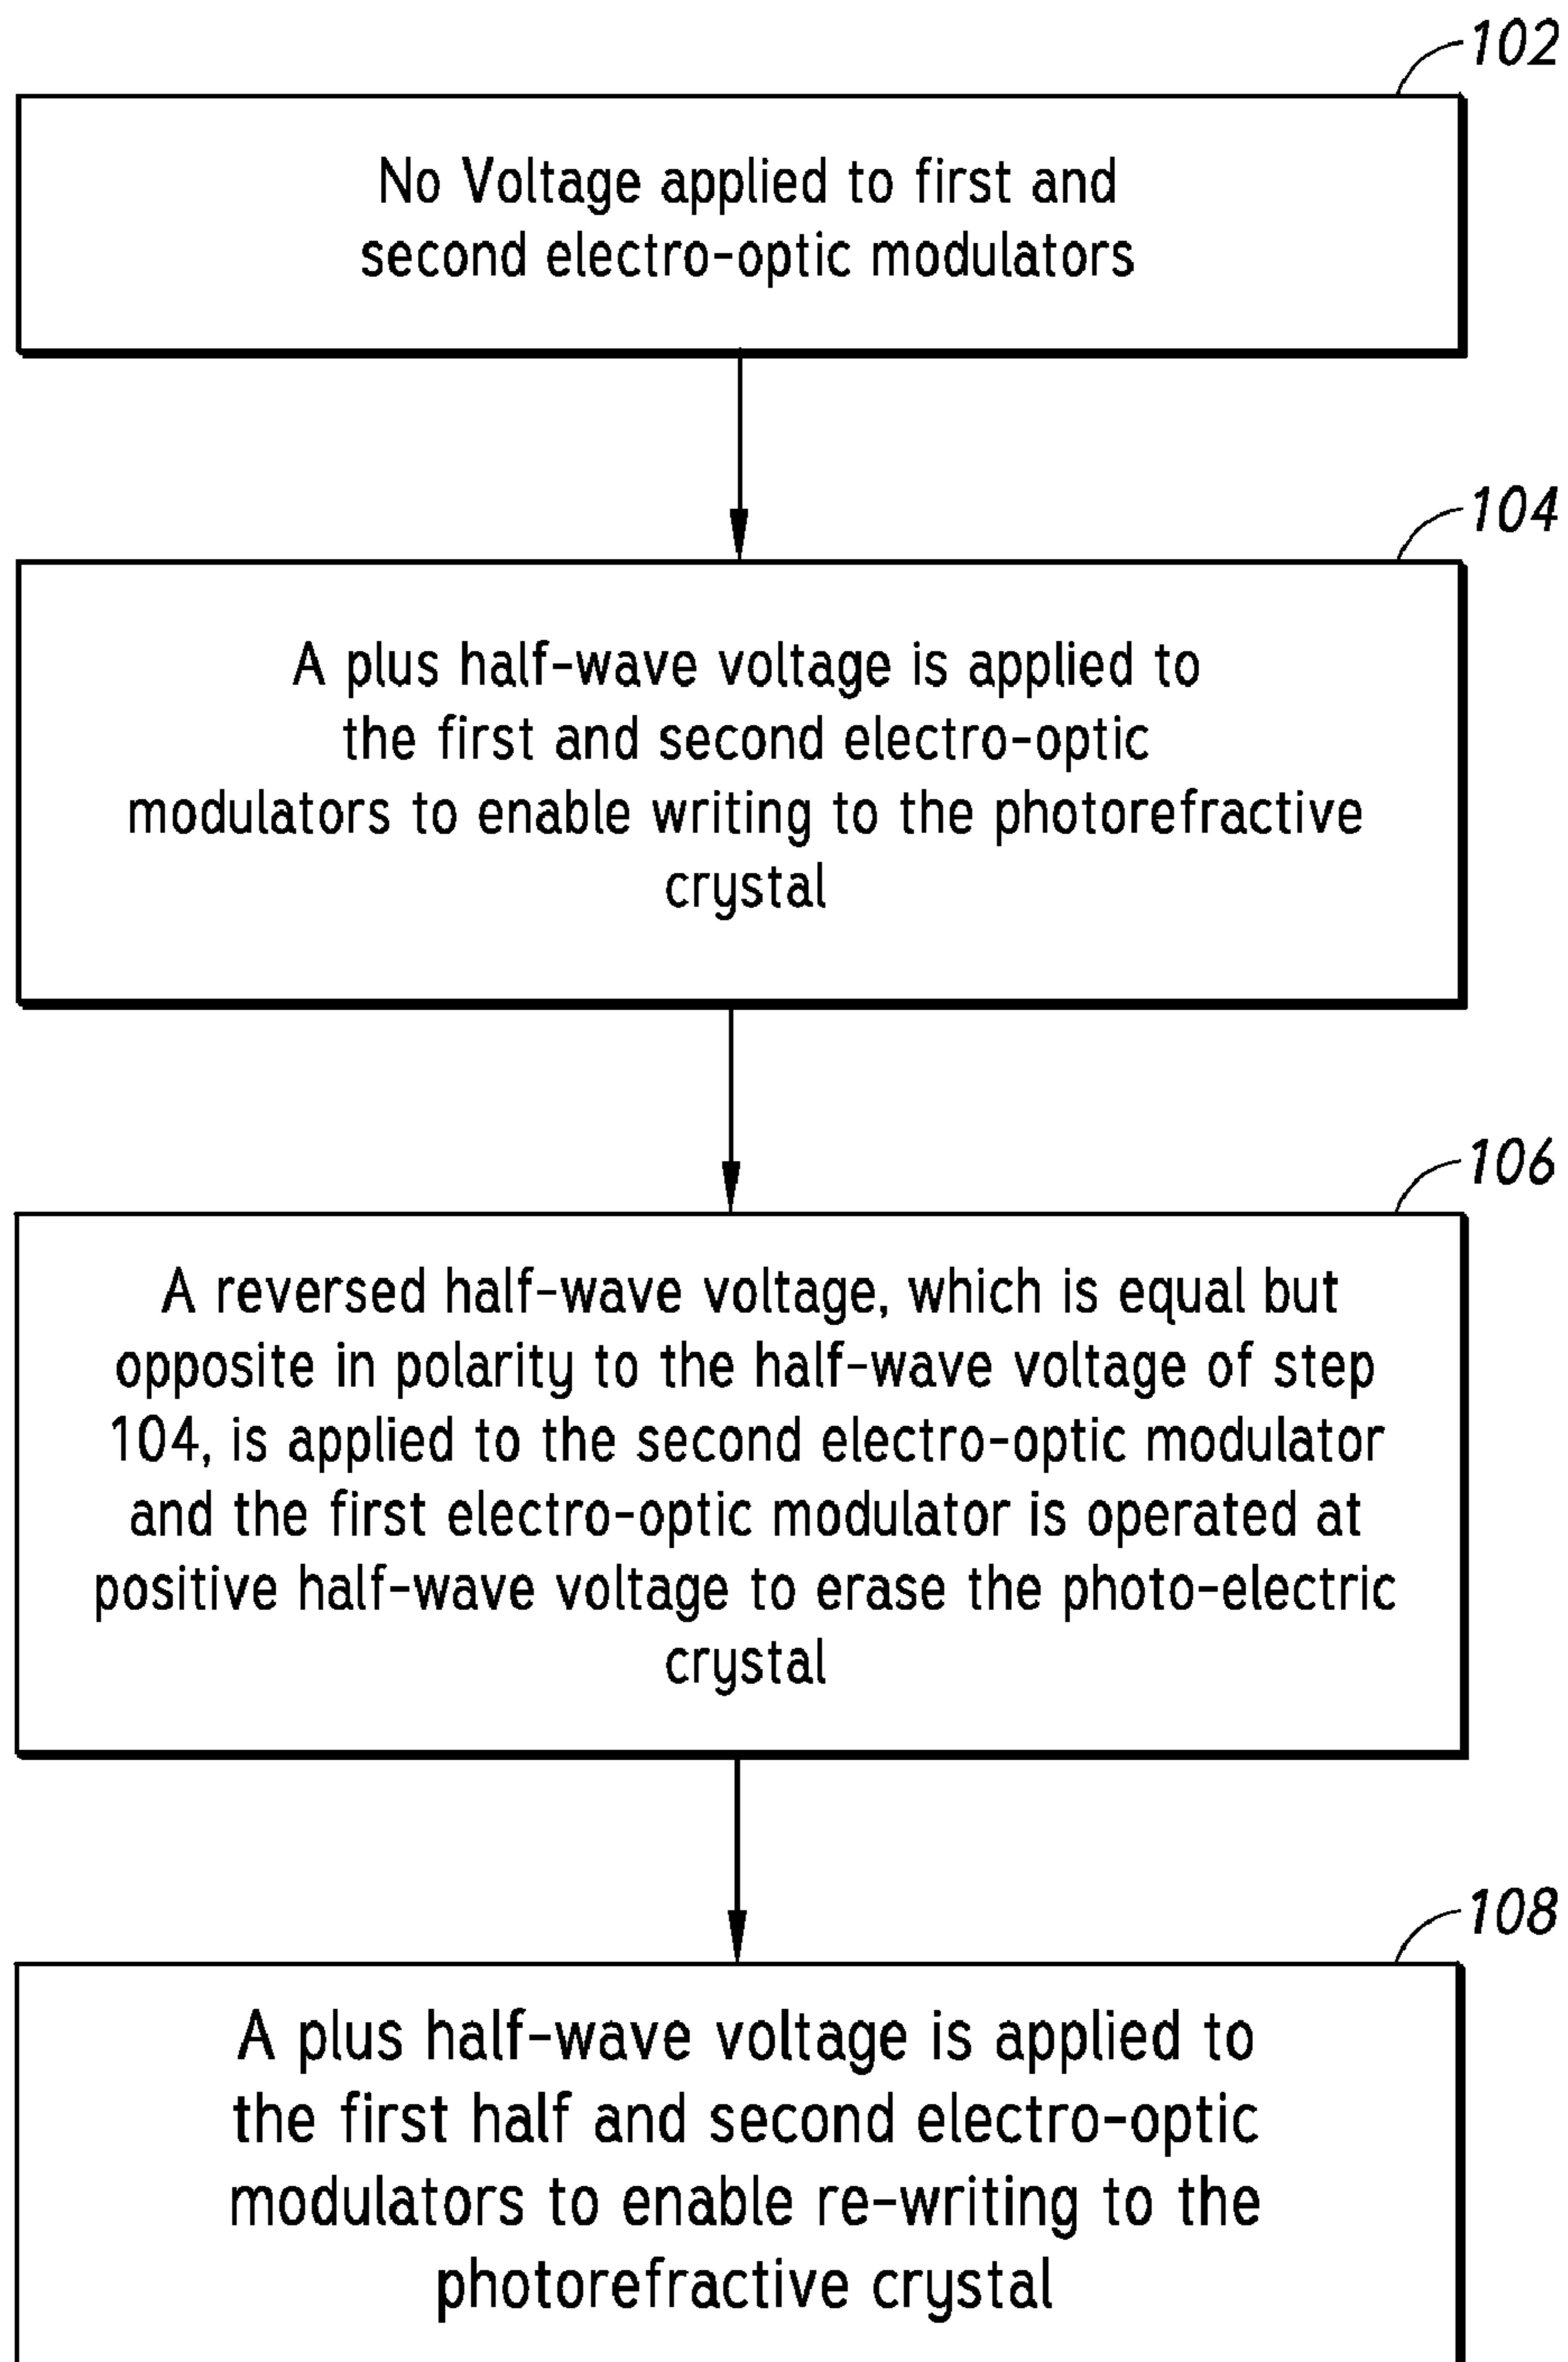 102
No Voltage applied to first and
second electro-optic modulators
104
A plus half-wave voltage is applied to
the first and second electro-optic
modulators to enable writing to the photorefractive
crystal
106
A reversed half-wave voltage, which is equal but
opposite in polarity to the half-wave voltage of step
104, is applied to the second electro-optic modulator
and the first electro-optic modulator is operated at
positive half-wave voltage to erase the photo-electric
crystal
108
A plus half-wave voltage is applied to
the first half and second electro-optic
modulators to enable re-writing to the
photorefractive crystal